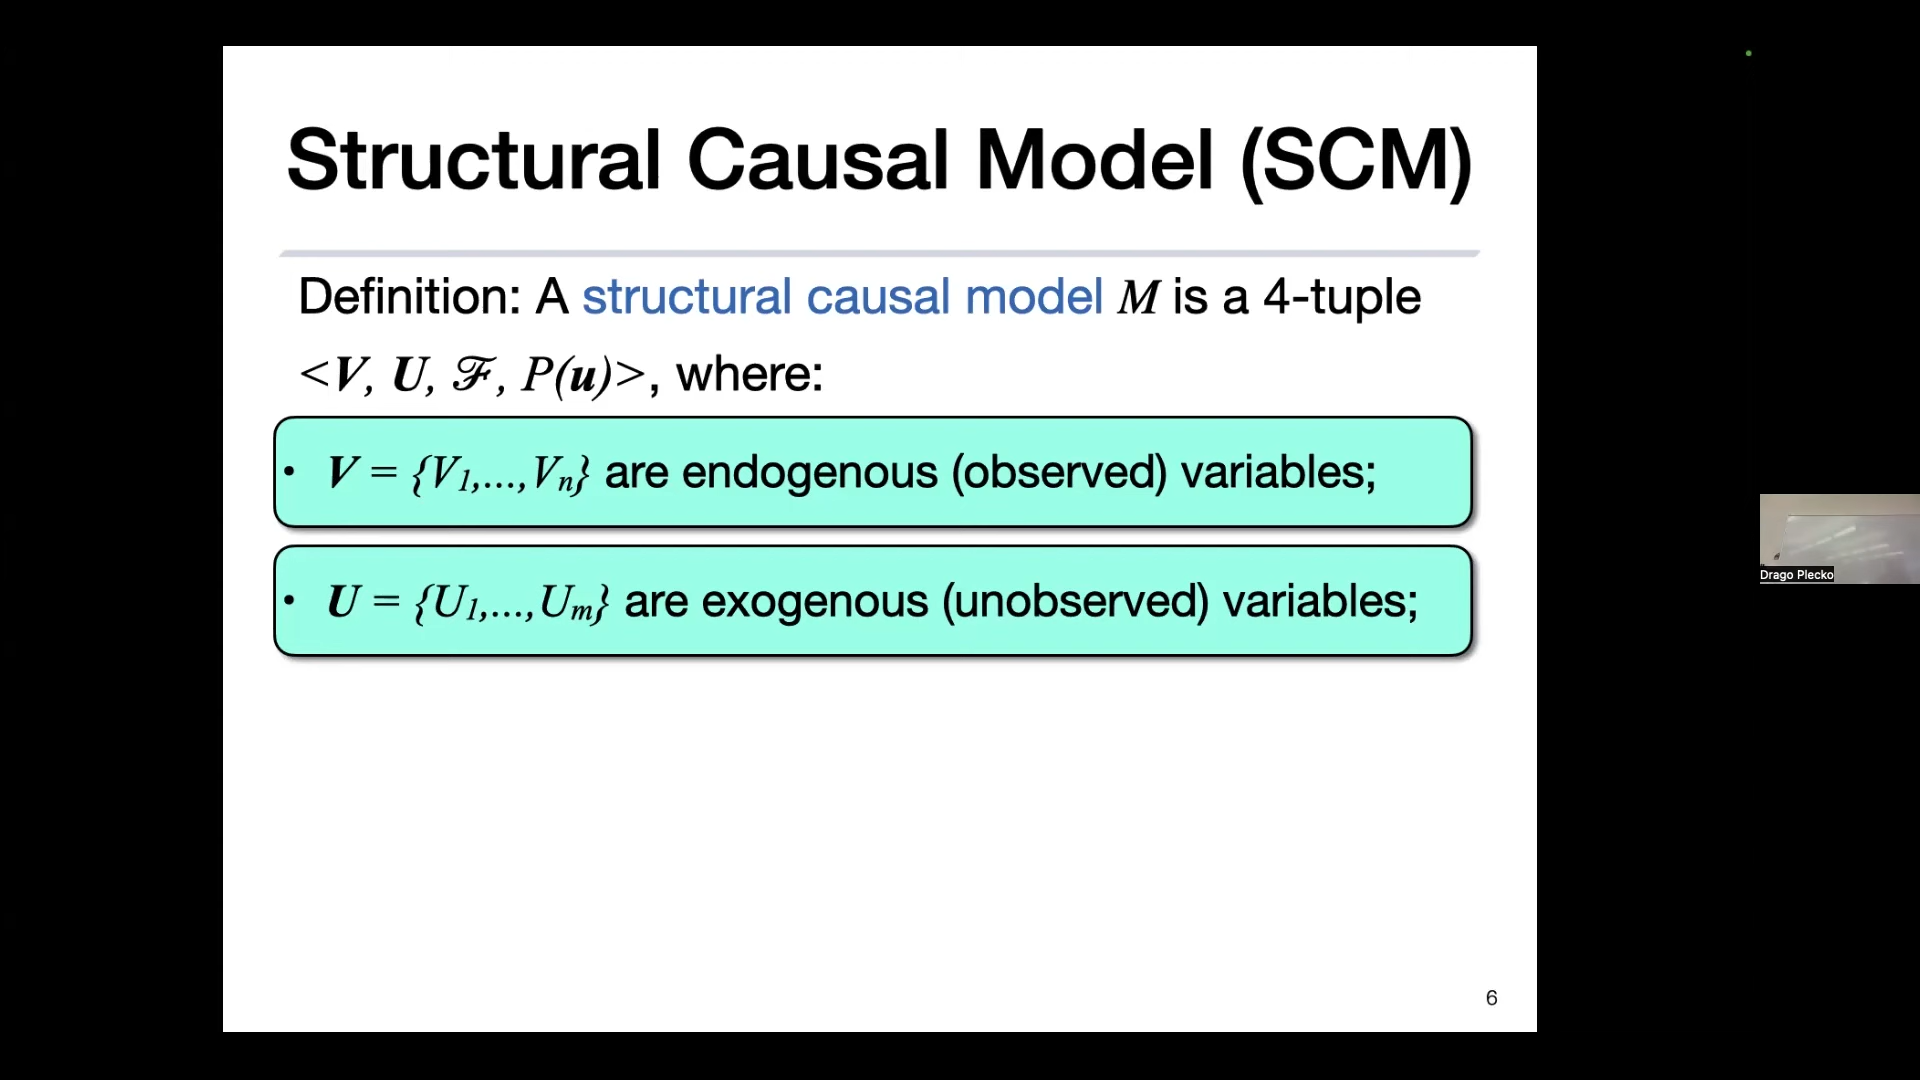 Structural Causal Model (SCM)
Definition: A structural causal model M is a 4-tuple
<V, U, ℱ, P(u)>, where:
• V = {V1,...,Vn} are endogenous (observed) variables;
• U = {U1,...,Um} are exogenous (unobserved) variables;
Drago Plecko
6